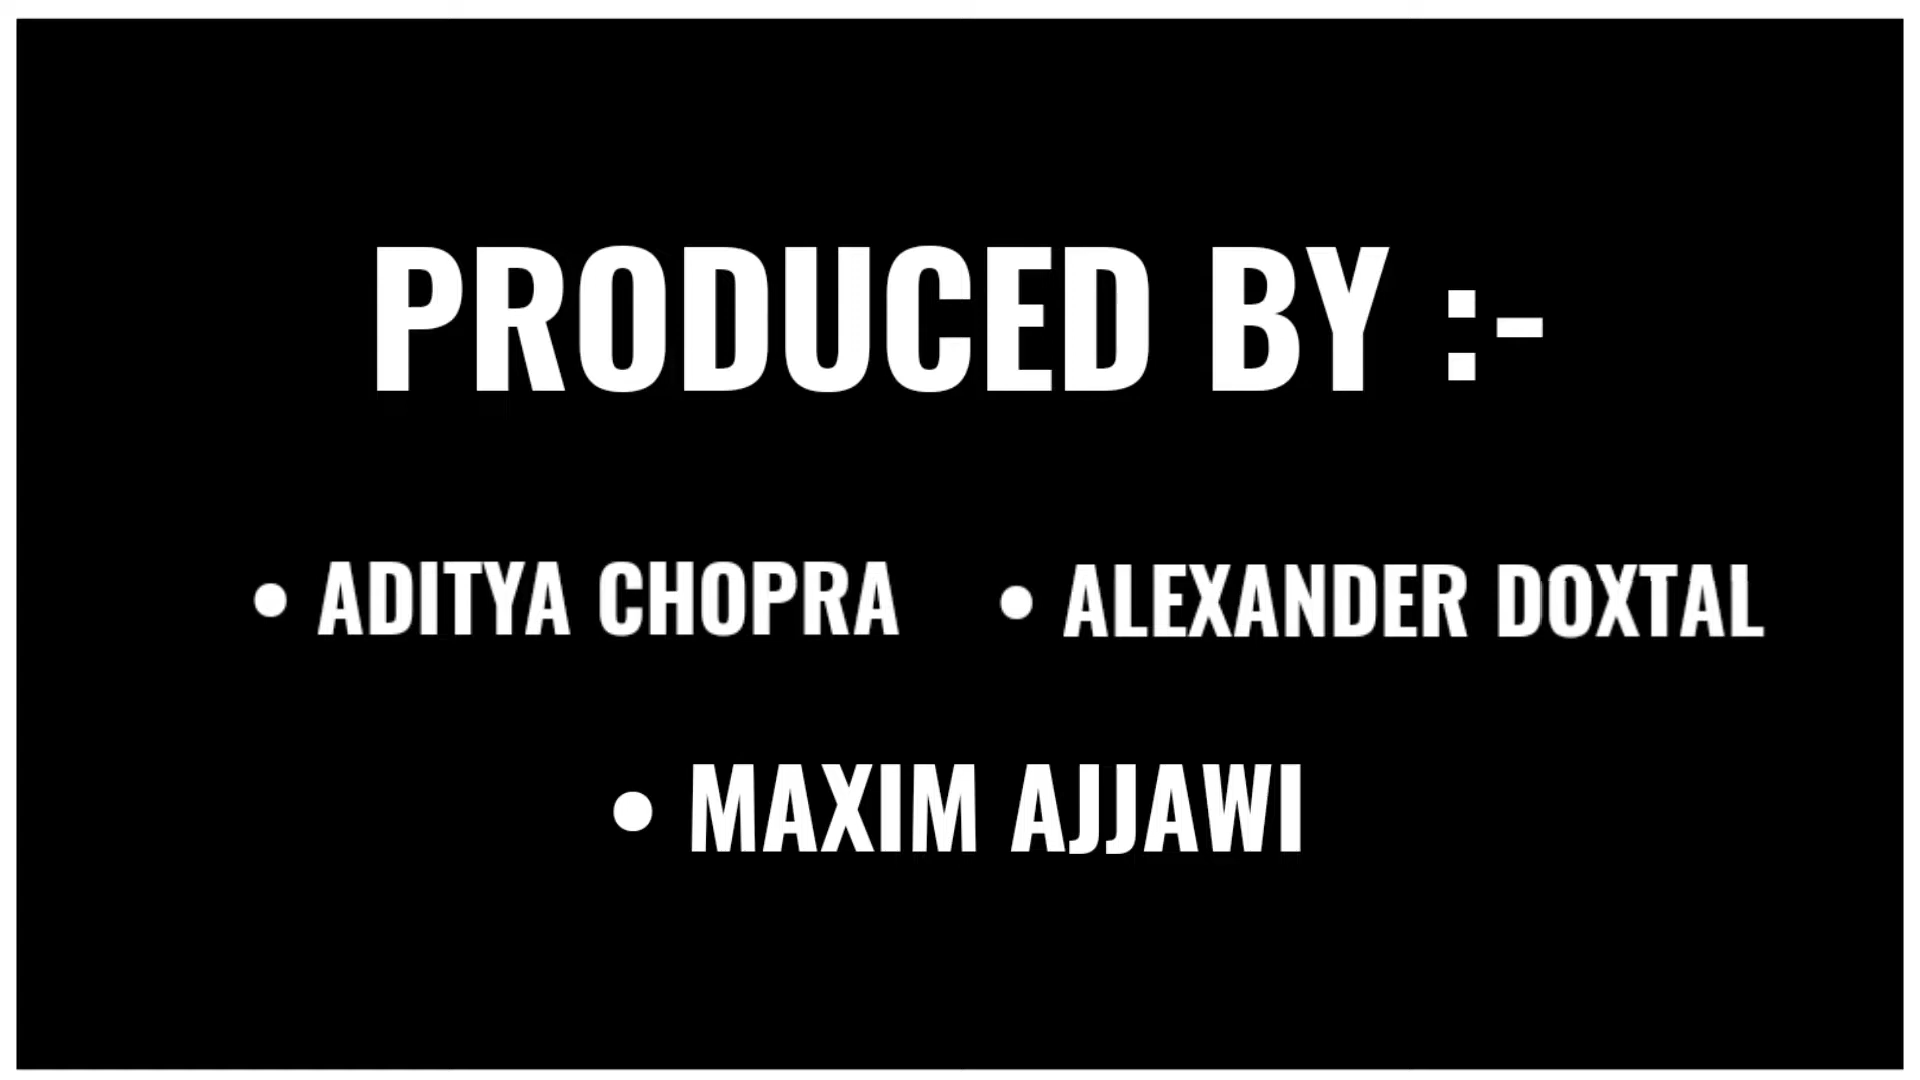 PRODUCED BY :-
• ADITYA CHOPRA • ALEXANDER DOXTAL
• MAXIM AJJAWI